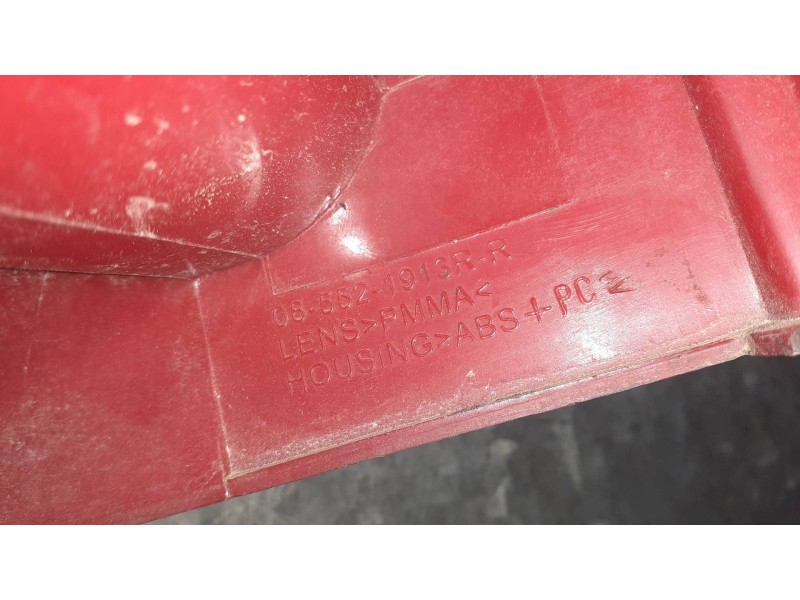 08-552-1913R-R
LENS>PMMA<
HOUSING>ABS+PC<